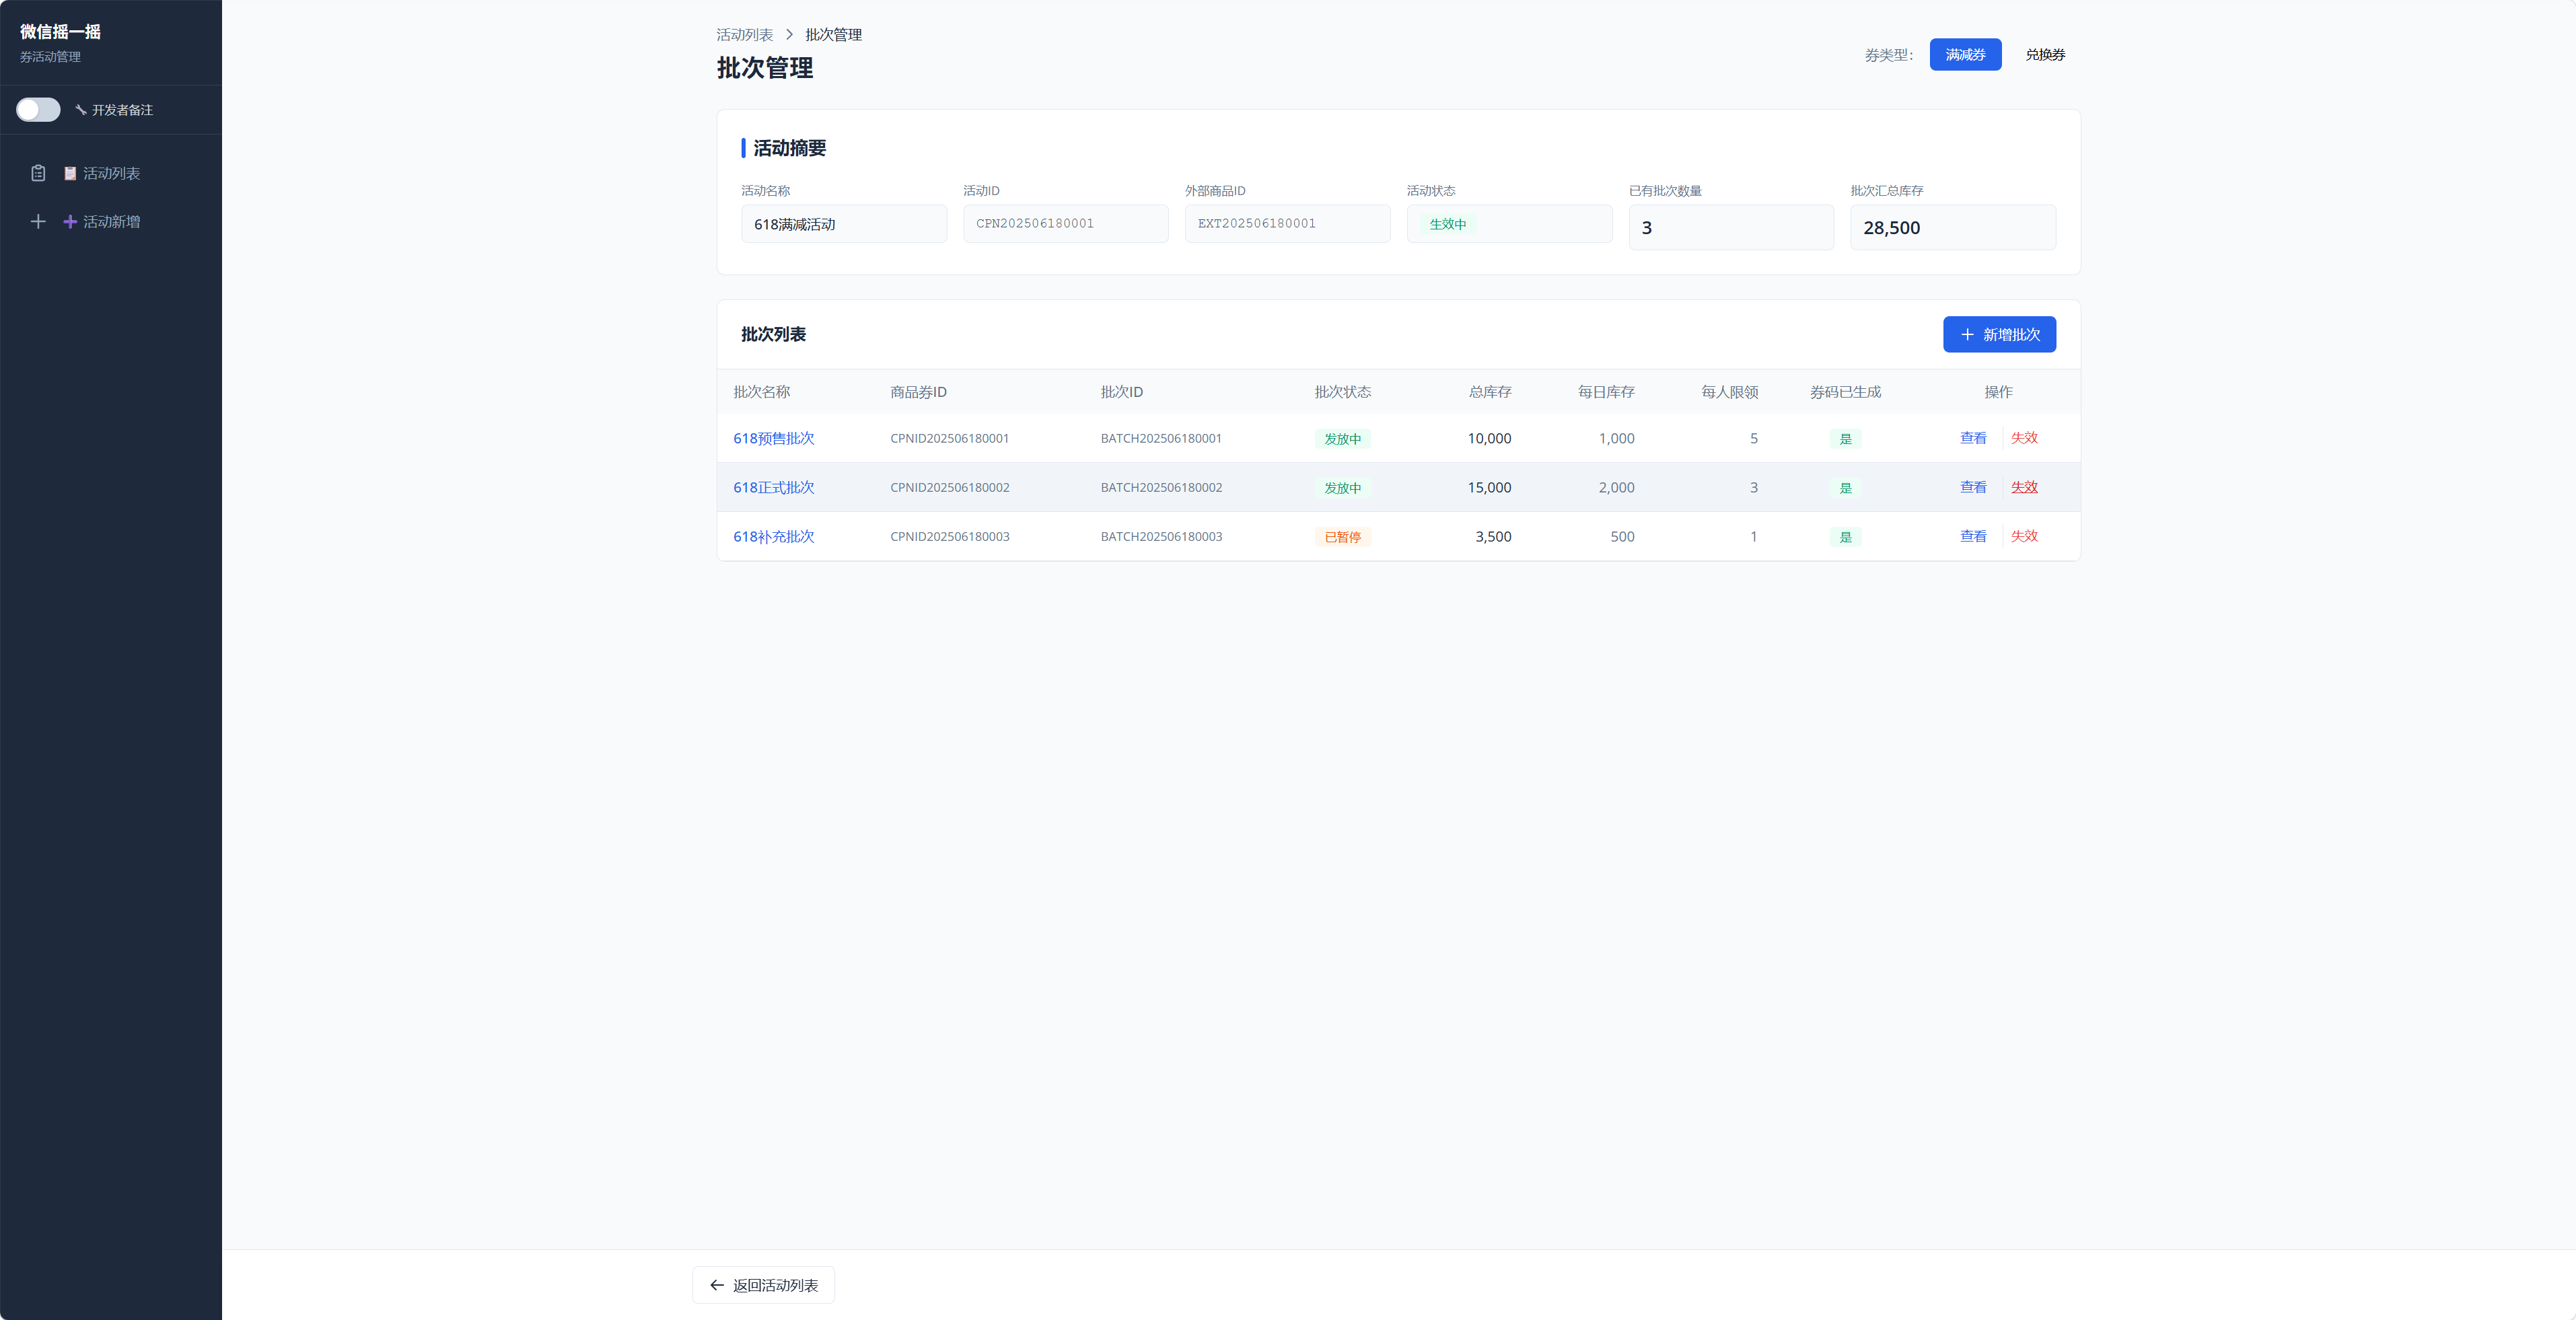 微信摇一摇
券活动管理
开发者备注
活动列表
活动新增
活动列表 > 批次管理
批次管理
券类型: 满减券 兑换券
活动摘要
活动名称 活动ID 外部商品ID 活动状态 已有批次数量 批次汇总库存
618满减活动 CPN202506180001 EXT202506180001 生效中 3 28,500
批次列表
+ 新增批次
批次名称 商品券ID 批次ID 批次状态 总库存 每日库存 每人限领 券码已生成 操作
618预售批次 CPNID202506180001 BATCH202506180001 发放中 10,000 1,000 5 是 查看 失效
618正式批次 CPNID202506180002 BATCH202506180002 发放中 15,000 2,000 3 是 查看 失效
618补充批次 CPNID202506180003 BATCH202506180003 已暂停 3,500 500 1 是 查看 失效
← 返回活动列表